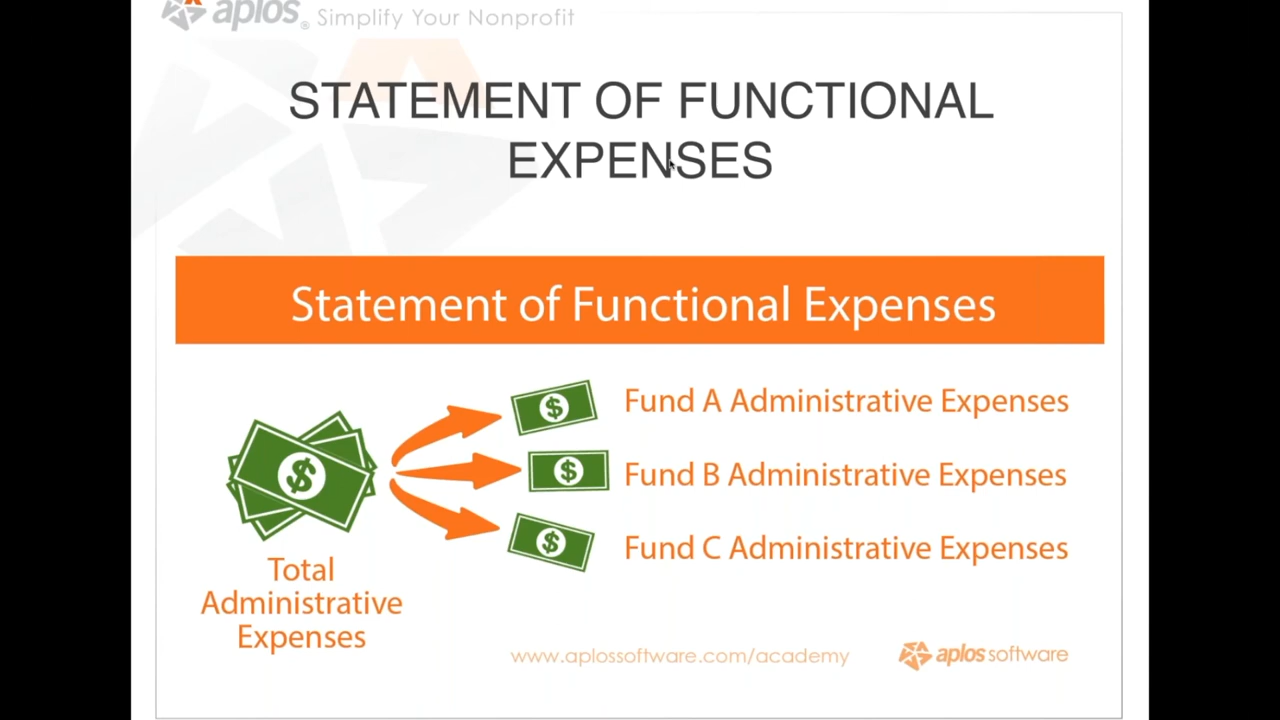 aplos® Simplify Your Nonprofit
STATEMENT OF FUNCTIONAL
EXPENSES
Statement of Functional Expenses
$
$
$
$
Fund A Administrative Expenses
Fund B Administrative Expenses
Fund C Administrative Expenses
Total
Administrative
Expenses
www.aplossoftware.com/academy
aplos software